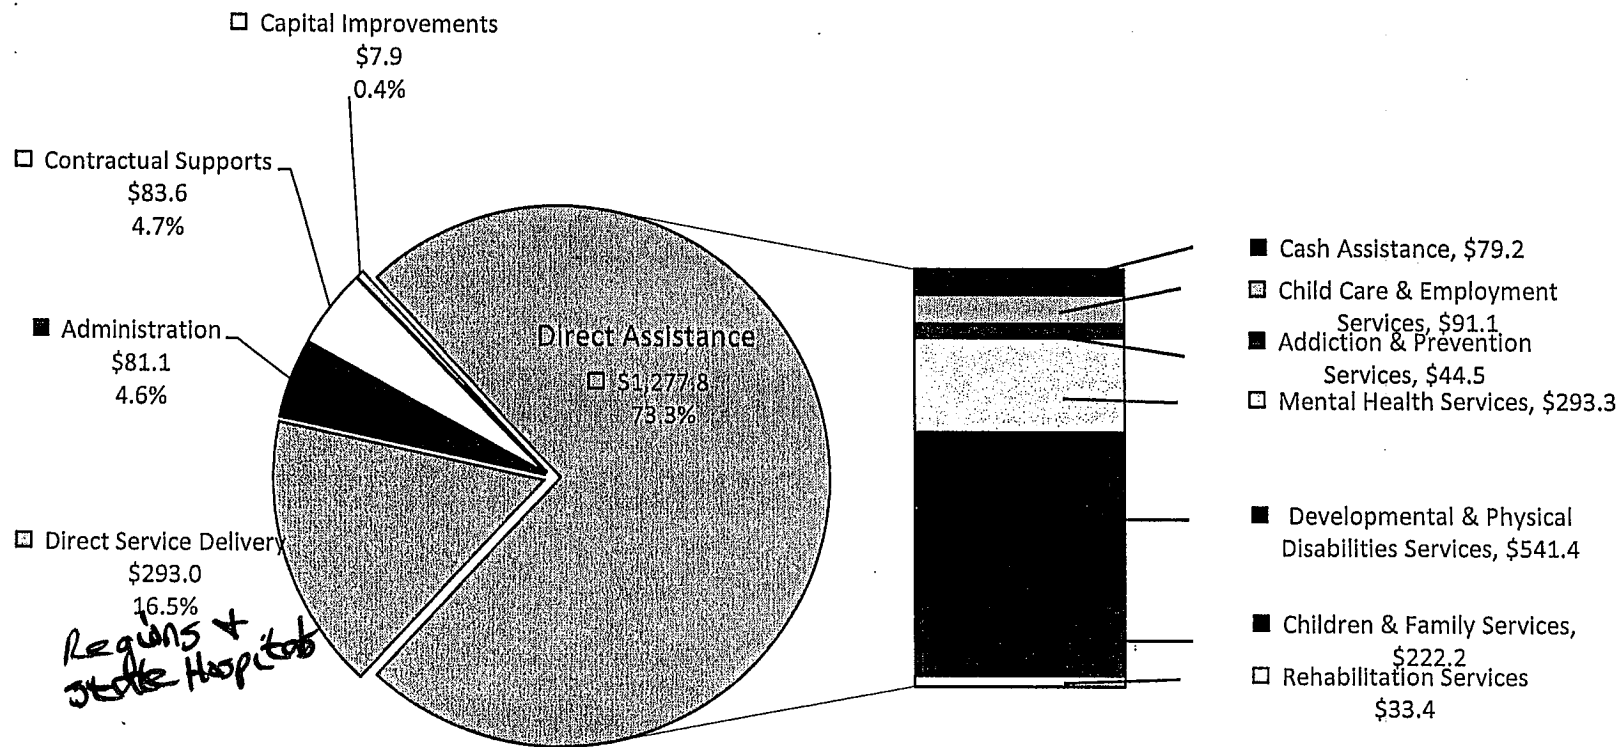 Capital Improvements
$7.9
0.4%
Contractual Supports
$83.6
4.7%
Administration
$81.1
4.6%
Direct Service Delivery
$293.0
16.5%
Regions +
State Hospitals
Direct Assistance
$1,277.8
73.3%
Cash Assistance, $79.2
Child Care & Employment
Services, $91.1
Addiction & Prevention
Services, $44.5
Mental Health Services, $293.3
Developmental & Physical
Disabilities Services, $541.4
Children & Family Services,
$222.2
Rehabilitation Services
$33.4